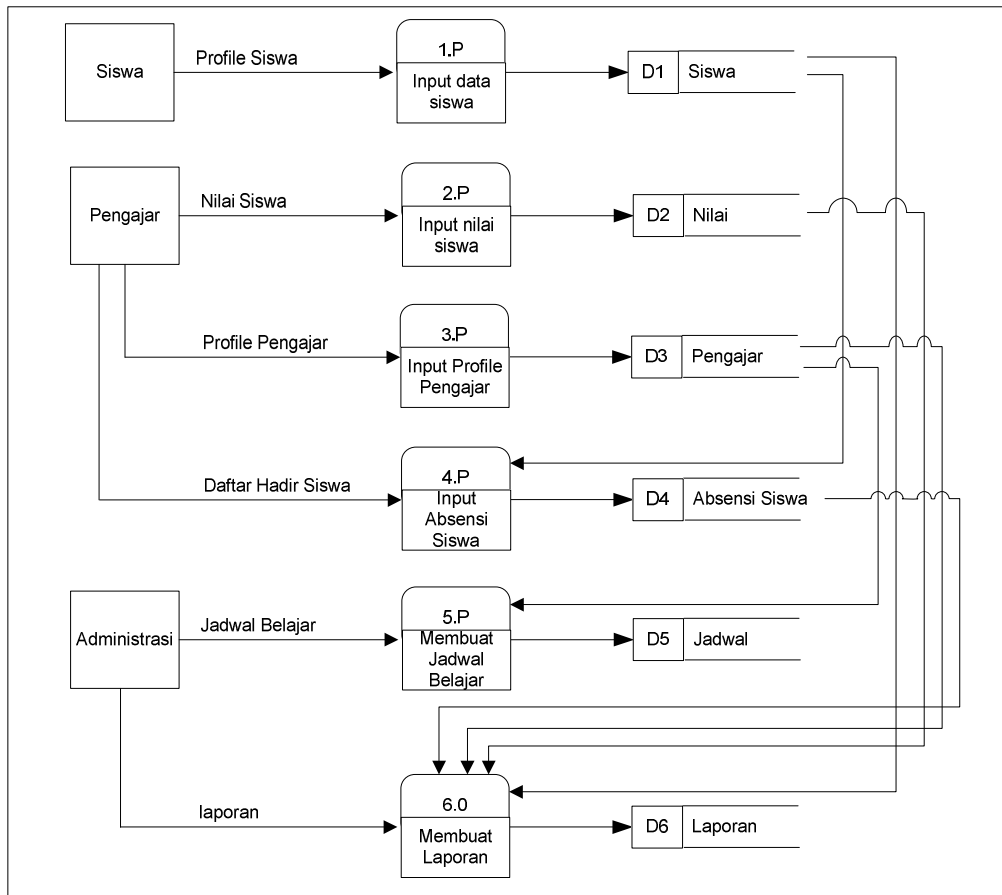 Siswa
Profile Siswa
1.P
Input data
siswa
D1
Siswa
Pengajar
Nilai Siswa
2.P
Input nilai
siswa
D2
Nilai
Profile Pengajar
3.P
Input Profile
Pengajar
D3
Pengajar
Daftar Hadir Siswa
4.P
Input
Absensi
Siswa
D4
Absensi Siswa
Administrasi
Jadwal Belajar
5.P
Membuat
Jadwal
Belajar
D5
Jadwal
laporan
6.0
Membuat
Laporan
D6
Laporan